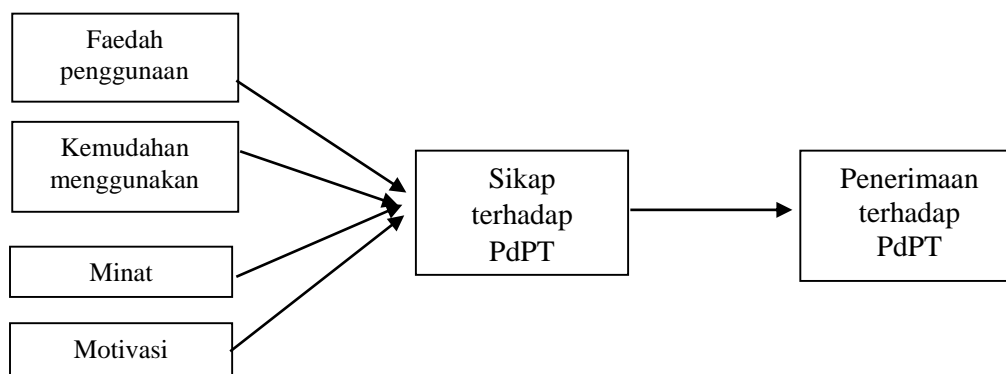 Faedah
penggunaan
Kemudahan
menggunakan
Minat
Motivasi
Sikap
terhadap
PdPT
Penerimaan
terhadap
PdPT